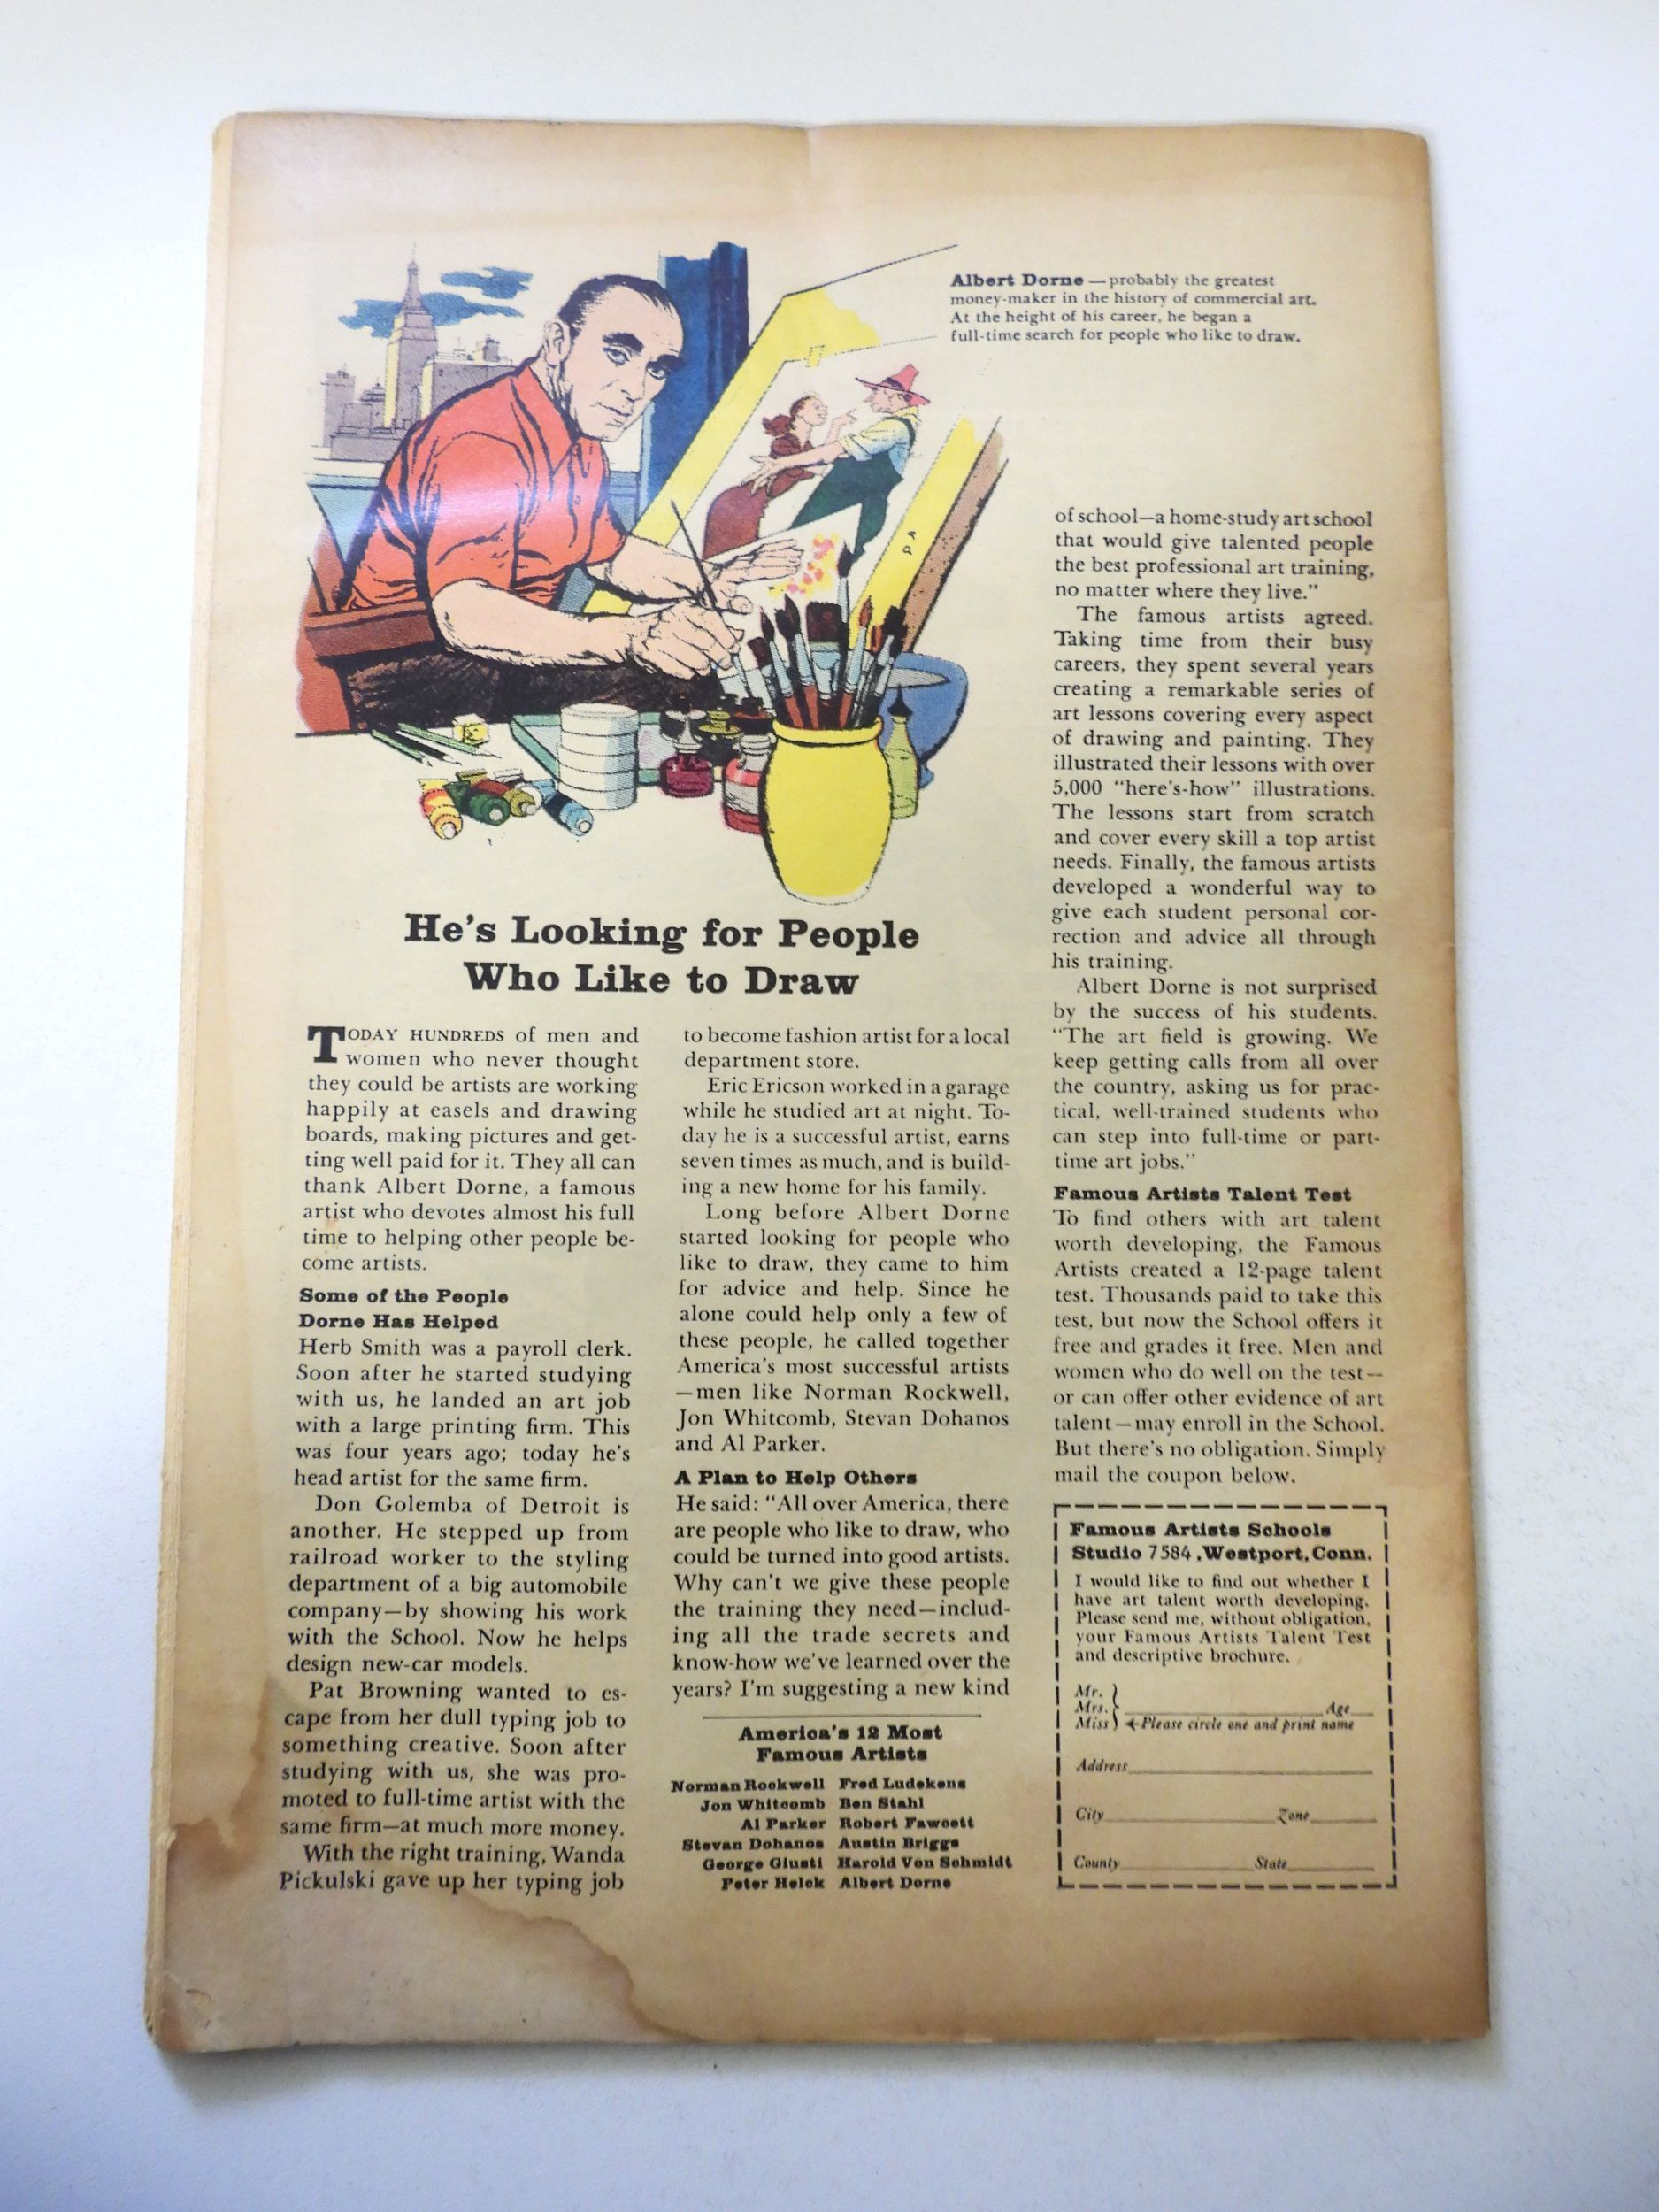 Albert Dorne — probably the greatest
money-maker in the history of commercial art.
At the height of his career, he began a
full-time search for people who like to draw.
He's Looking for People
Who Like to Draw
TODAY HUNDREDS of men and
women who never thought
they could be artists are working
happily at easels and drawing
boards, making pictures and get-
ting well paid for it. They all can
thank Albert Dorne, a famous
artist who devotes almost his full
time to helping other people be-
come artists.
Some of the People
Dorne Has Helped
Herb Smith was a payroll clerk.
Soon after he started studying
with us, he landed an art job
with a large printing firm. This
was four years ago; today he's
head artist for the same firm.
Don Golemba of Detroit is
another. He stepped up from
railroad worker to the styling
department of a big automobile
company—by showing his work
with the School. Now he helps
design new-car models.
Pat Browning wanted to es-
cape from her dull typing job to
something creative. Soon after
studying with us, she was pro-
moted to full-time artist with the
same firm—at much more money.
With the right training, Wanda
Pickulski gave up her typing job
to become fashion artist for a local
department store.
Eric Ericson worked in a garage
while he studied art at night. To-
day he is a successful artist, earns
seven times as much, and is build-
ing a new home for his family.
Long before Albert Dorne
started looking for people who
like to draw, they came to him
for advice and help. Since he
alone could help only a few of
these people, he called together
America's most successful artists
—men like Norman Rockwell,
Jon Whitcomb, Stevan Dohanos
and Al Parker.
A Plan to Help Others
He said: "All over America, there
are people who like to draw, who
could be turned into good artists.
Why can't we give these people
the training they need—includ-
ing all the trade secrets and
know-how we've learned over the
years? I'm suggesting a new kind
America's 12 Most
Famous Artists
Norman Rockwell Fred Ludekens
Jon Whitcomb Ben Stahl
Al Parker Robert Fawcett
Stevan Dohanos Austin Briggs
George Giusti Harold Von Schmidt
Peter Helck Albert Dorne
of school—a home-study art school
that would give talented people
the best professional art training,
no matter where they live."
The famous artists agreed.
Taking time from their busy
careers, they spent several years
creating a remarkable series of
art lessons covering every aspect
of drawing and painting. They
illustrated their lessons with over
5,000 "here's-how" illustrations.
The lessons start from scratch
and cover every skill a top artist
needs. Finally, the famous artists
developed a wonderful way to
give each student personal cor-
rection and advice all through
his training.
Albert Dorne is not surprised
by the success of his students.
"The art field is growing. We
keep getting calls from all over
the country, asking us for prac-
tical, well-trained students who
can step into full-time or part-
time art jobs."
Famous Artists Talent Test
To find others with art talent
worth developing, the Famous
Artists created a 12-page talent
test. Thousands paid to take this
test, but now the School offers it
free and grades it free. Men and
women who do well on the test—
or can offer other evidence of art
talent—may enroll in the School.
But there's no obligation. Simply
mail the coupon below.
Famous Artists Schools
Studio 7584, Westport, Conn.
I would like to find out whether I
have art talent worth developing.
Please send me, without obligation,
your Famous Artists Talent Test
and descriptive brochure.
Mr.
Mrs. Age
Miss Please circle one and print name
Address
City Zone
County State